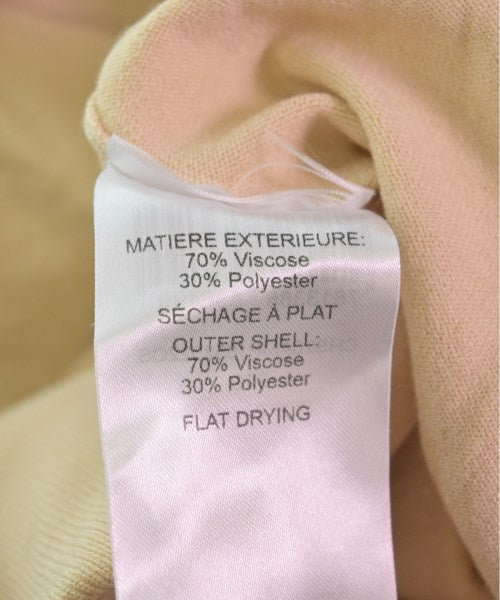 MATIERE EXTERIEURE:
70% Viscose
30% Polyester
SÉCHAGE À PLAT
OUTER SHELL:
70% Viscose
30% Polyester
FLAT DRYING